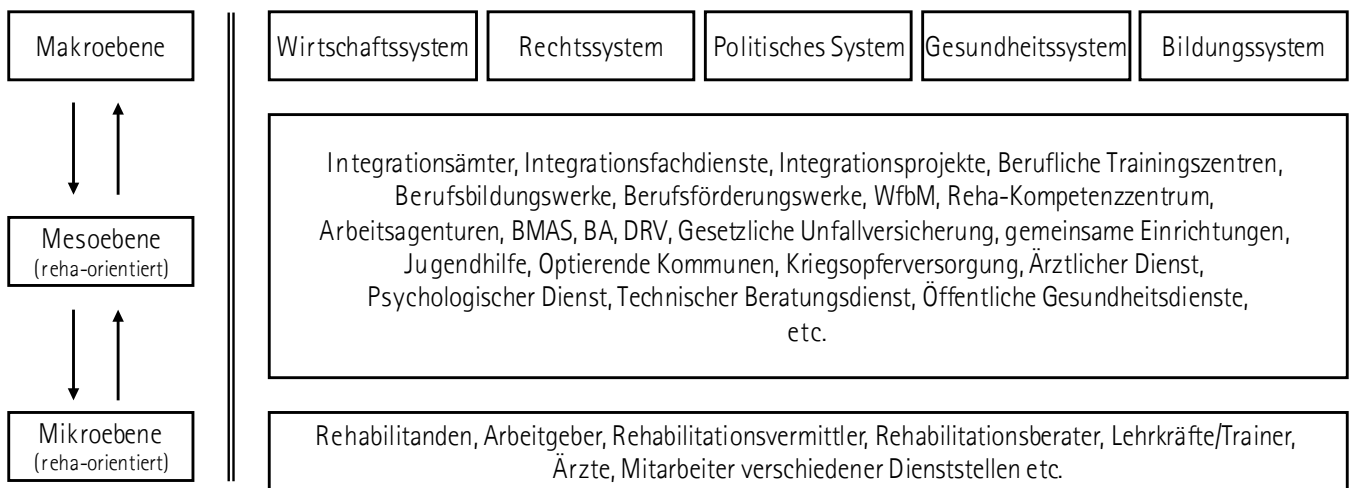 Makroebene
Wirtschaftssystem
Rechtssystem
Politisches System
Gesundheitssystem
Bildungssystem
Mesoebene
(reha-orientiert)
Integrationsämter, Integrationsfachdienste, Integrationsprojekte, Berufliche Trainingszentren,
Berufsbildungswerke, Berufsförderungswerke, WfbM, Reha-Kompetenzzentrum,
Arbeitsagenturen, BMAS, BA, DRV, Gesetzliche Unfallversicherung, gemeinsame Einrichtungen,
Jugendhilfe, Optierende Kommunen, Kriegsopferversorgung, Ärztlicher Dienst,
Psychologischer Dienst, Technischer Beratungsdienst, Öffentliche Gesundheitsdienste,
etc.
Mikroebene
(reha-orientiert)
Rehabilitanden, Arbeitgeber, Rehabilitationsvermittler, Rehabilitationsberater, Lehrkräfte/Trainer,
Ärzte, Mitarbeiter verschiedener Dienststellen etc.